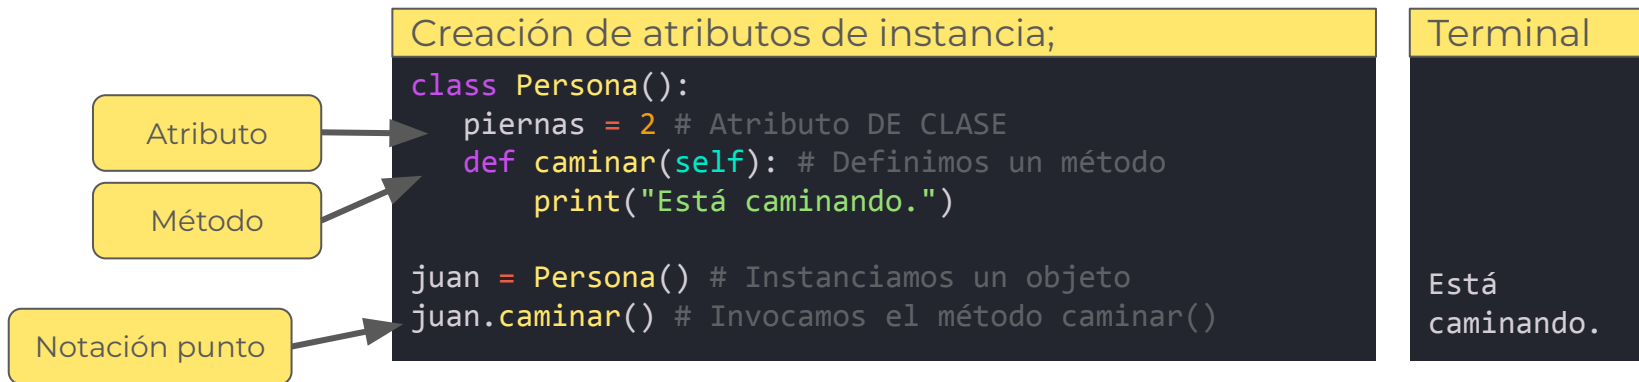 Creación de atributos de instancia;
Terminal
class Persona():
Atributo
piernas = 2 # Atributo DE CLASE
def caminar(self): # Definimos un método
Método
print("Está caminando.")
juan = Persona() # Instanciamos un objeto
juan.caminar() # Invocamos el método caminar()
Notación punto
Está
caminando.